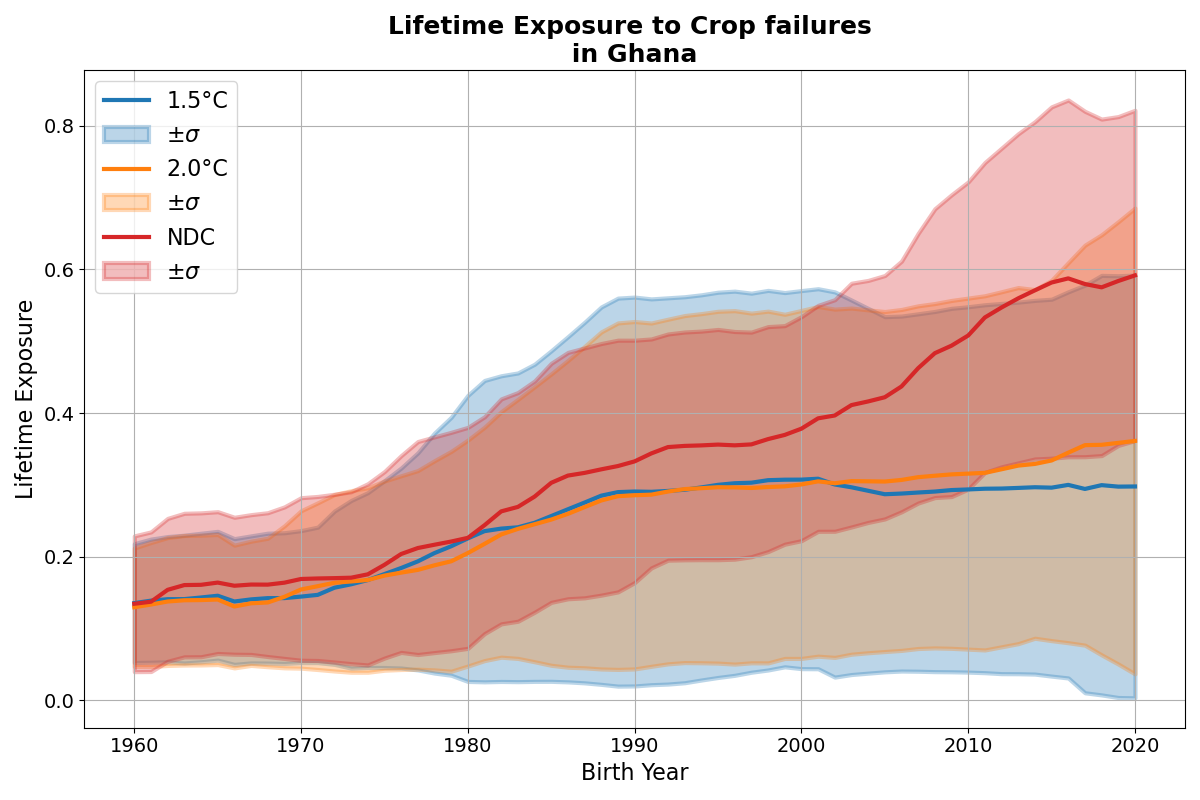 Lifetime Exposure to Crop failures
in Ghana
1.5°C
±σ
2.0°C
±σ
NDC
±σ
Lifetime Exposure
0.8
0.6
0.4
0.2
0.0
1960 1970 1980 1990 2000 2010 2020
Birth Year